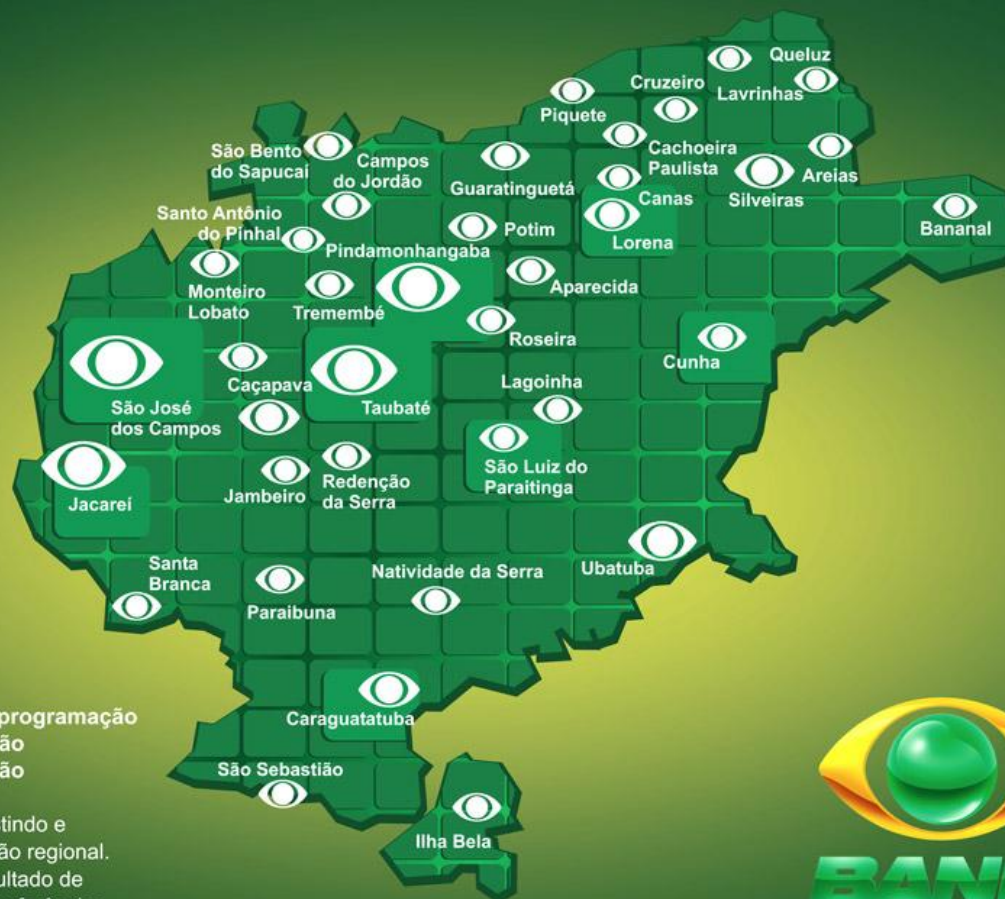 Queluz
Cruzeiro
Lavrinhas
Piquete
Cachoeira
Paulista
São Bento
do Sapucaí
Campos
do Jordão
Guaratinguetá
Canas
Silveiras
Areias
Santo Antônio
do Pinhal
Potim
Lorena
Bananal
Pindamonhangaba
Monteiro
Lobato
Tremembé
Aparecida
Roseira
Cunha
Caçapava
Lagoinha
São José
dos Campos
Taubaté
São Luiz do
Paraitinga
Jacareí
Jambeiro
Redenção
da Serra
Santa
Branca
Natividade da Serra
Ubatuba
Paraibuna
Caraguatatuba
São Sebastião
Ilha Bela
programação
ão
ão
stindo e
ão regional.
ultado de